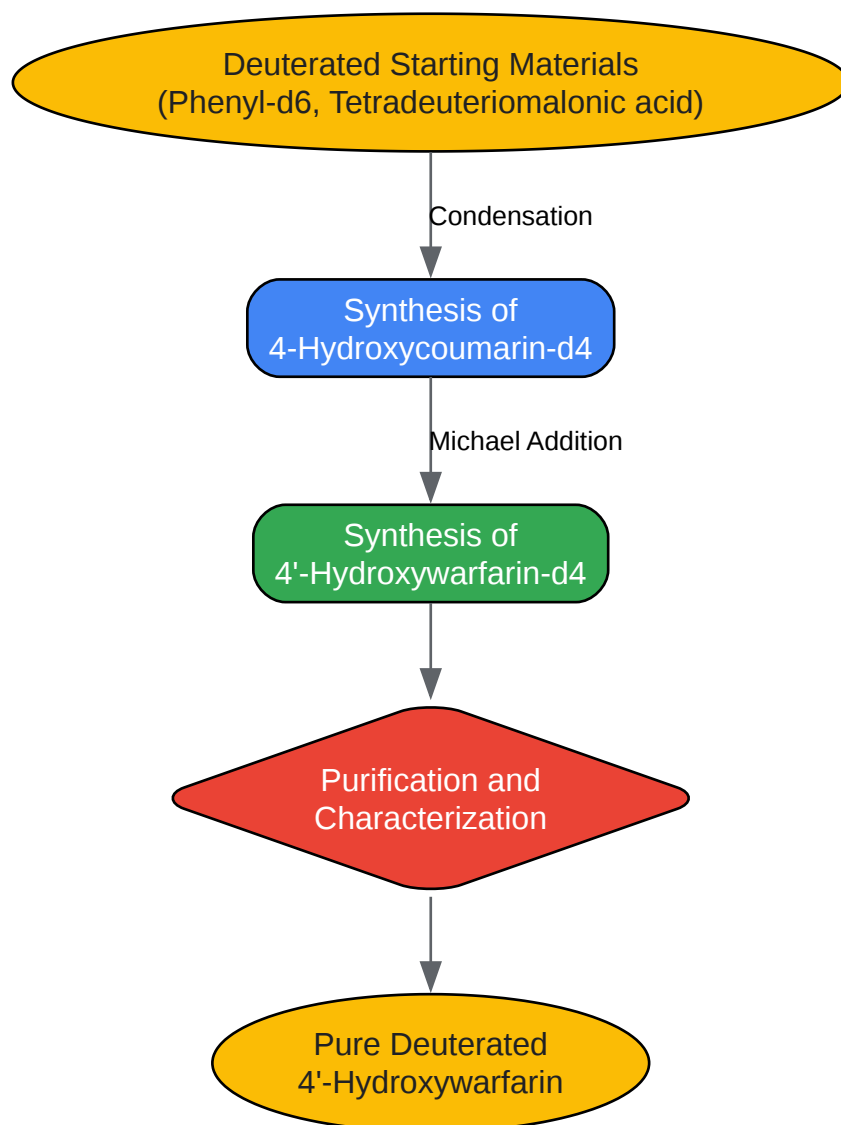 Deuterated Starting Materials
(Phenyl-d6, Tetradeuteriomalonic acid)
Condensation
Synthesis of
4-Hydroxycoumarin-d4
Michael Addition
Synthesis of
4'-Hydroxywarfarin-d4
Purification and
Characterization
Pure Deuterated
4'-Hydroxywarfarin